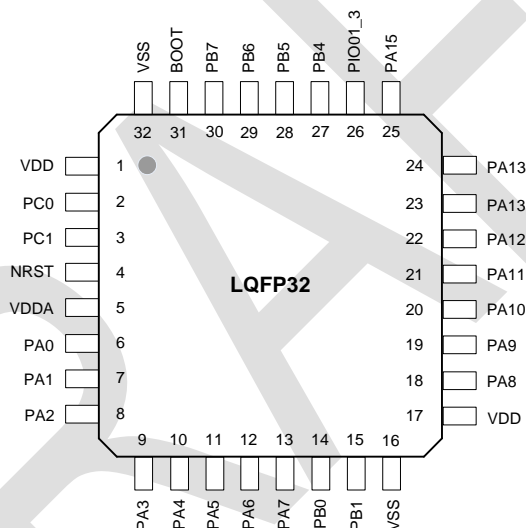 VSS
BOOT
PB7
PB6
PB5
PB4
PIO01_3
PA15
32 31 30 29 28 27 26 25
VDD 1
PC0 2
PC1 3
NRST 4
VDDA 5
PA0 6
PA1 7
PA2 8
LQFP32
24 PA13
23 PA13
22 PA12
21 PA11
20 PA10
19 PA9
18 PA8
17 VDD
9 10 11 12 13 14 15 16
PA3
PA4
PA5
PA6
PA7
PB0
PB1
VSS